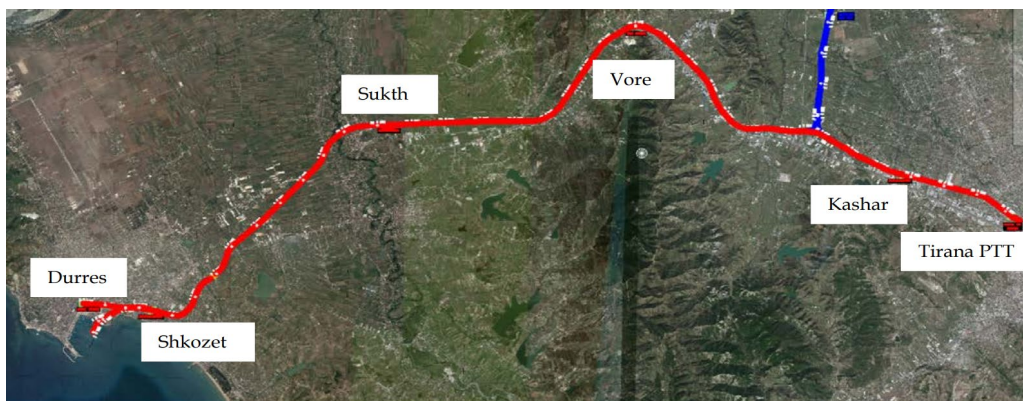 Vore
Sukth
Kashar
Tirana PTT
Durres
Shkozet